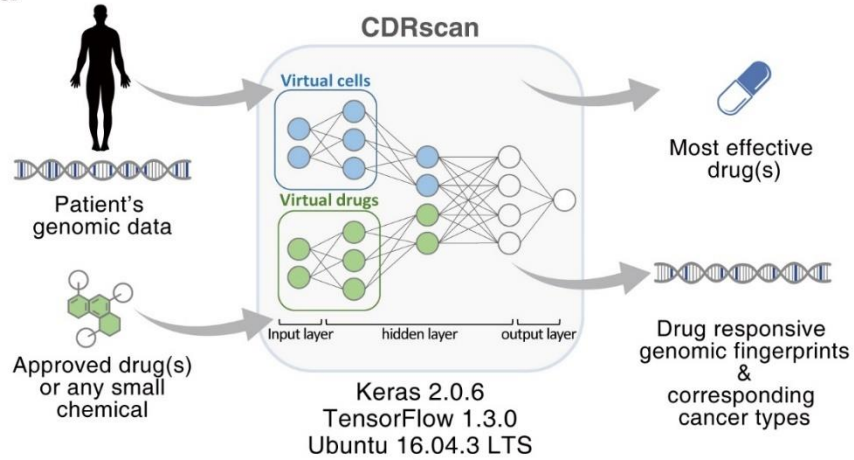 CDRscan
Virtual cells
Virtual drugs
Input layer
hidden layer
output layer
Patient's
genomic data
Approved drug(s)
or any small
chemical
Keras 2.0.6
TensorFlow 1.3.0
Ubuntu 16.04.3 LTS
Most effective
drug(s)
Drug responsive
genomic fingerprints
&
corresponding
cancer types